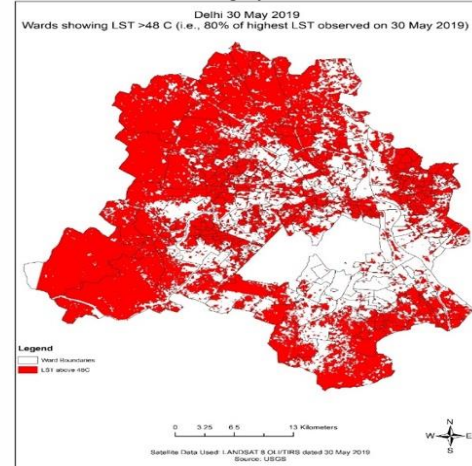 Delhi 30 May 2019
Wards showing LST >48 C (i.e., 80% of highest LST observed on 30 May 2019)
Legend
Ward Boundaries
LST above 48C
0 3.25 6.5 13 Kilometers
N
W E
S
Satellite Data Used: LANDSAT 8 OLI/TIRS dated 30 May 2019
Source: USGS